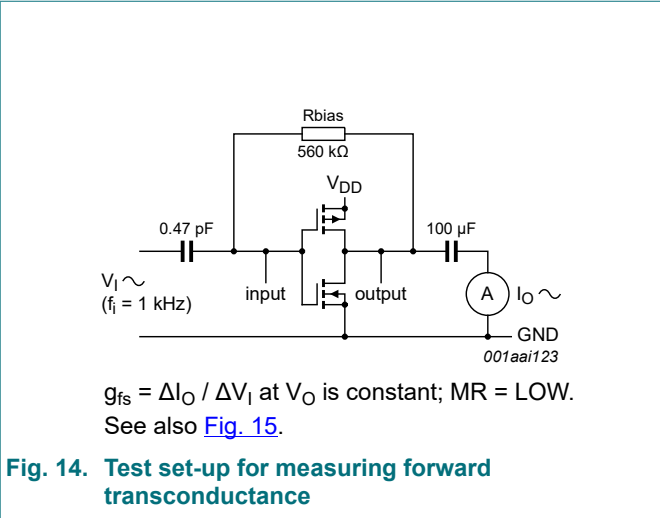 Rbias
560 kΩ
VDD
0.47 pF
100 µF
VI ~
(fi = 1 kHz)
input
output
A
IO ~
GND
001aai123
gfs = ΔIO / ΔVI at VO is constant; MR = LOW.
See also Fig. 15.
Fig. 14. Test set-up for measuring forward
transconductance